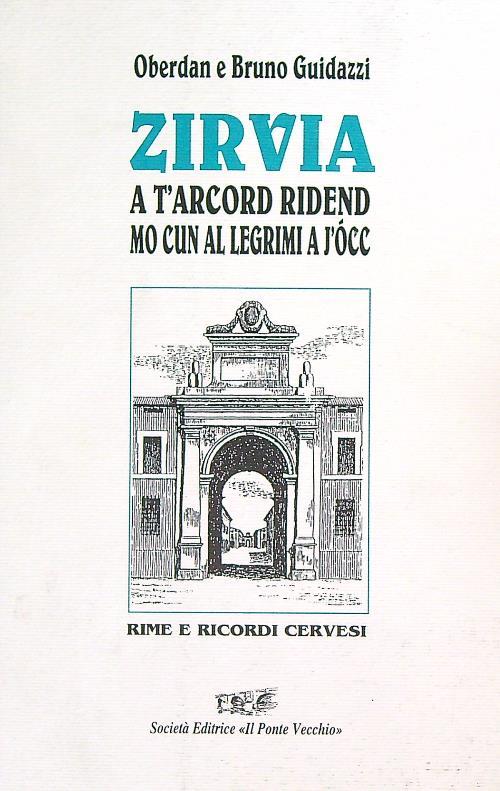 Oberdan e Bruno Guidazzi
ZIRVIA
A T'ARCORD RIDEND
MO CUN AL LEGRIMI A J'ÓCC
RIME E RICORDI CERVESI
Società Editrice «Il Ponte Vecchio»